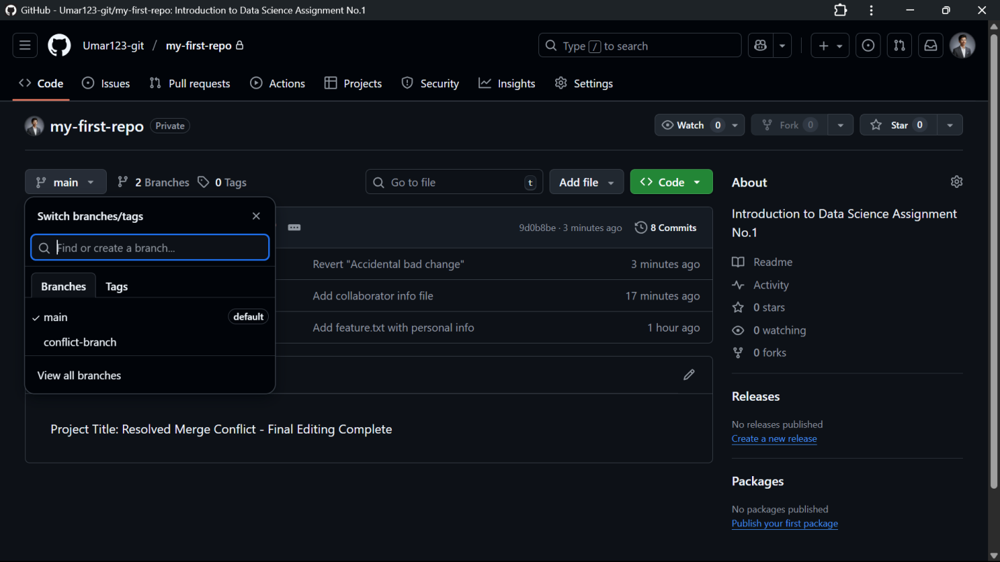 GitHub - Umar123-git/my-first-repo: Introduction to Data Science Assignment No.1
Umar123-git / my-first-repo
Type / to search
Code
Issues
Pull requests
Actions
Projects
Security
Insights
Settings
my-first-repo Private
Watch 0
Fork 0
Star 0
main
2 Branches
0 Tags
Go to file t
Add file
Code
Switch branches/tags
Find or create a branch...
Branches
Tags
main default
conflict-branch
View all branches
9d0b8be · 3 minutes ago
8 Commits
Revert "Accidental bad change" 3 minutes ago
Add collaborator info file 17 minutes ago
Add feature.txt with personal info 1 hour ago
Project Title: Resolved Merge Conflict - Final Editing Complete
About
Introduction to Data Science Assignment
No.1
Readme
Activity
0 stars
0 watching
0 forks
Releases
No releases published
Create a new release
Packages
No packages published
Publish your first package